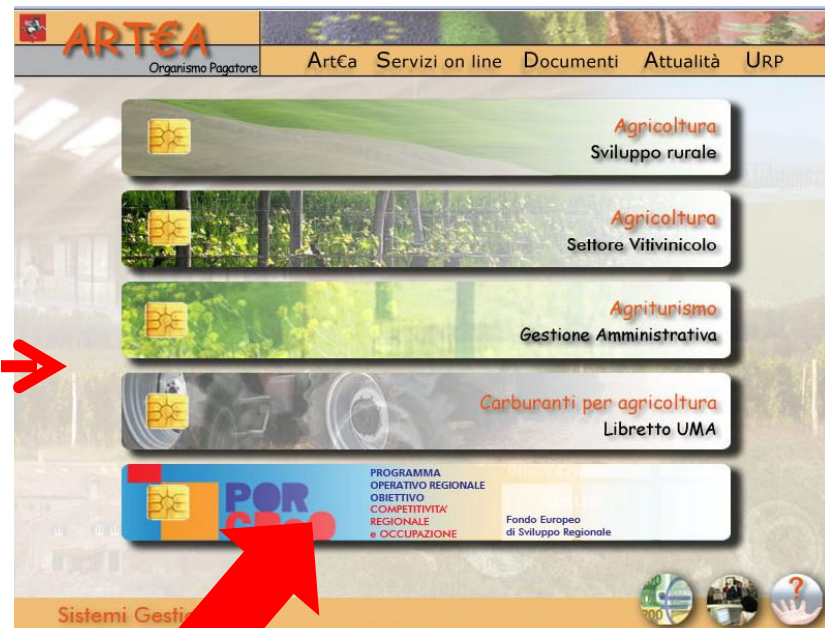 ART€A
Organismo Pagatore
Art€a Servizi on line Documenti Attualità URP
Agricoltura
Sviluppo rurale
Agricoltura
Settore Vitivinicolo
Agriturismo
Gestione Amministrativa
Carburanti per agricoltura
Libretto UMA
POR
PROGRAMMA
OPERATIVO REGIONALE
OBIETTIVO
COMPETITIVITA'
REGIONALE
e OCCUPAZIONE
Fondo Europeo
di Sviluppo Regionale
Sistemi
?